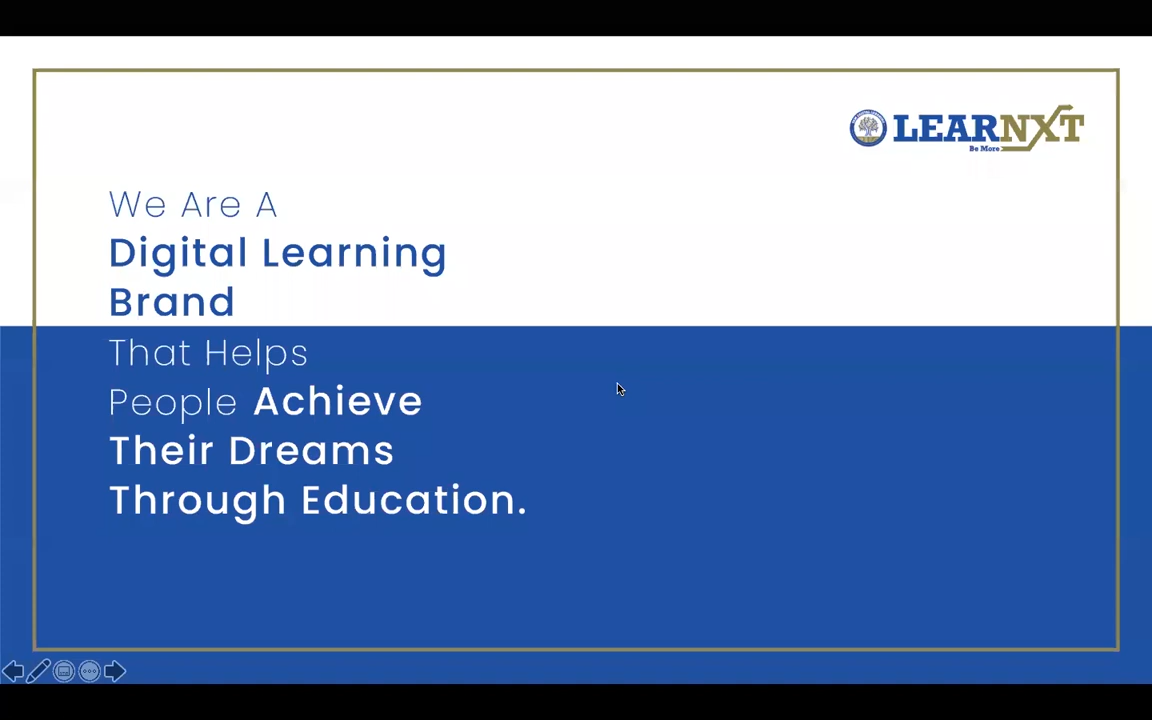 LEARNXT
Be More
We Are A
Digital Learning
Brand
That Helps
People Achieve
Their Dreams
Through Education.